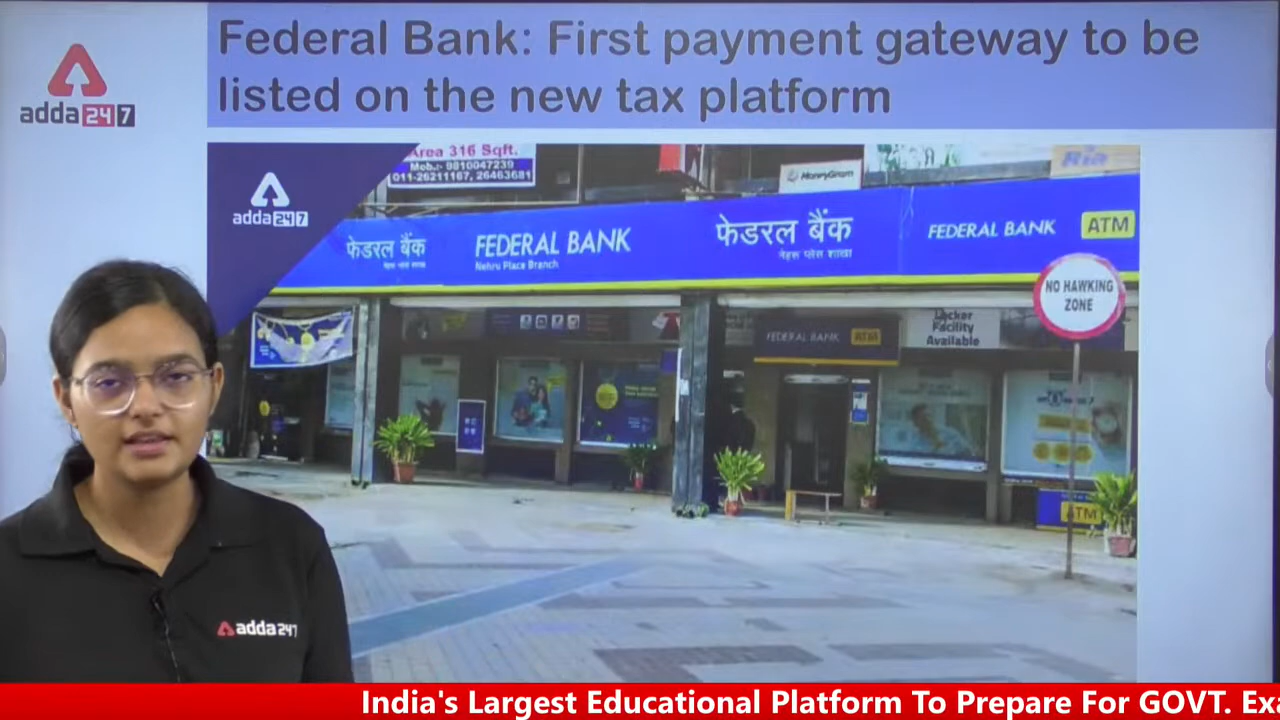 Federal Bank: First payment gateway to be
listed on the new tax platform
adda247
adda247
Area 316 Sqft.
Mob.:- 9810047239
011-26211167, 26463681
MoneyGram
Ria
फेडरल बैंक
नेहरू प्लेस शाखा
FEDERAL BANK
Nehru Place Branch
फेडरल बैंक
नेहरू प्लेस शाखा
FEDERAL BANK
ATM
NO HAWKING
ZONE
FEDERAL BANK
ATM
Locker
Facility
Available
ATM
adda247
India's Largest Educational Platform To Prepare For GOVT. Exa